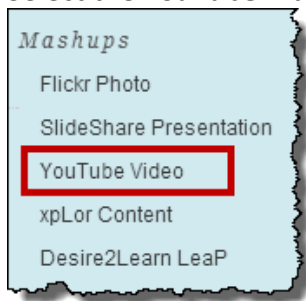 Mashups
Flickr Photo
SlideShare Presentation
YouTube Video
xpLor Content
Desire2Learn LeaP